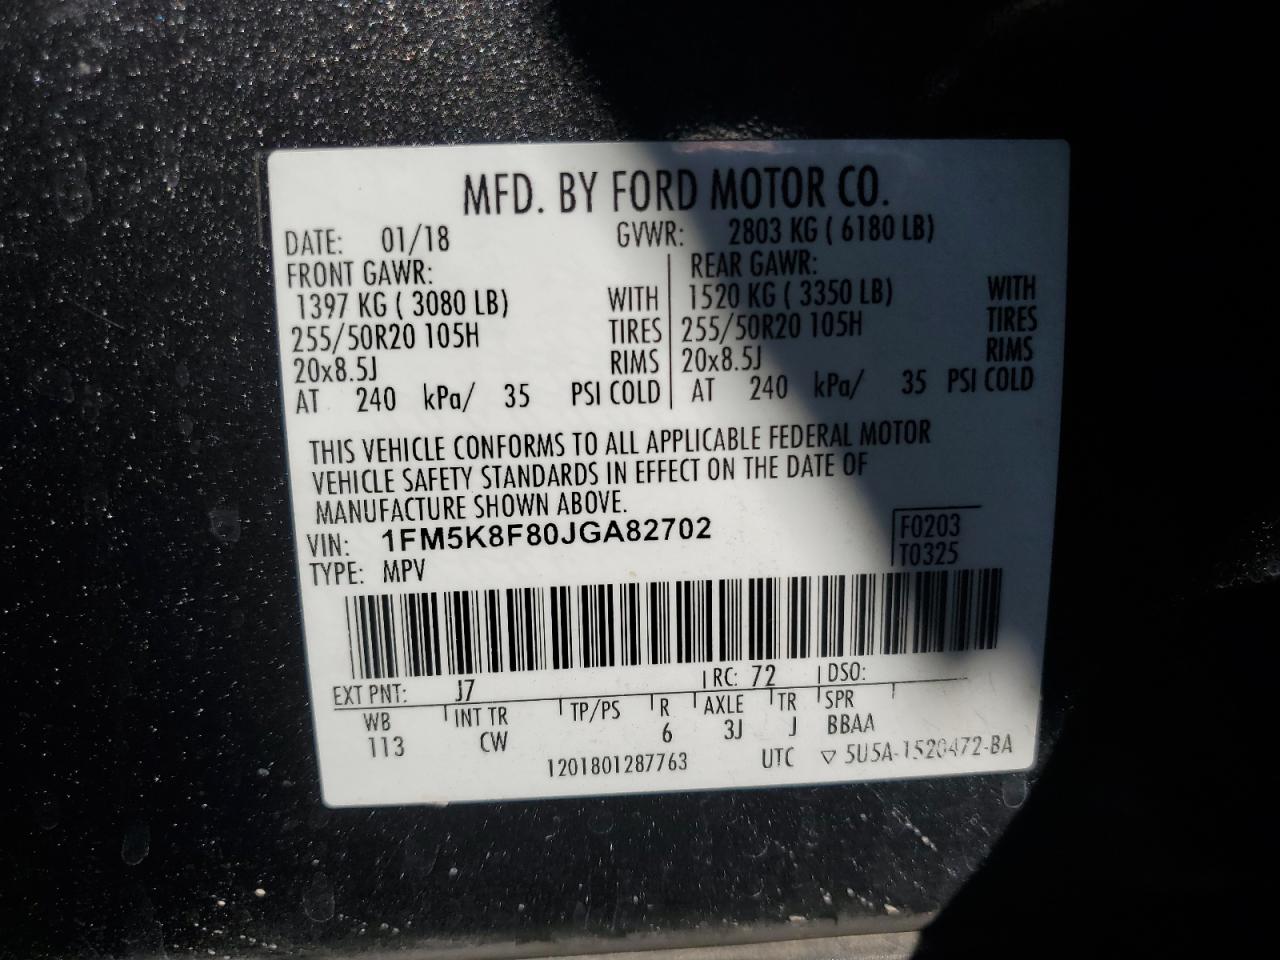 MFD. BY FORD MOTOR CO.
DATE: 01/18 GVWR: 2803 KG ( 6180 LB)
FRONT GAWR: REAR GAWR:
1397 KG ( 3080 LB) WITH 1520 KG ( 3350 LB) WITH
255/50R20 105H TIRES 255/50R20 105H TIRES
20x8.5J RIMS 20x8.5J RIMS
AT 240 kPa/ 35 PSI COLD AT 240 kPa/ 35 PSI COLD
THIS VEHICLE CONFORMS TO ALL APPLICABLE FEDERAL MOTOR
VEHICLE SAFETY STANDARDS IN EFFECT ON THE DATE OF
MANUFACTURE SHOWN ABOVE.
VIN: 1FM5K8F80JGA82702 F0203
TYPE: MPV T0325
EXT PNT: J7 RC: 72 DSO:
WB INT TR TP/PS R AXLE TR SPR
113 CW 6 3J J BBAA
1201801287763 UTC ▽ 5U5A-1520472-BA